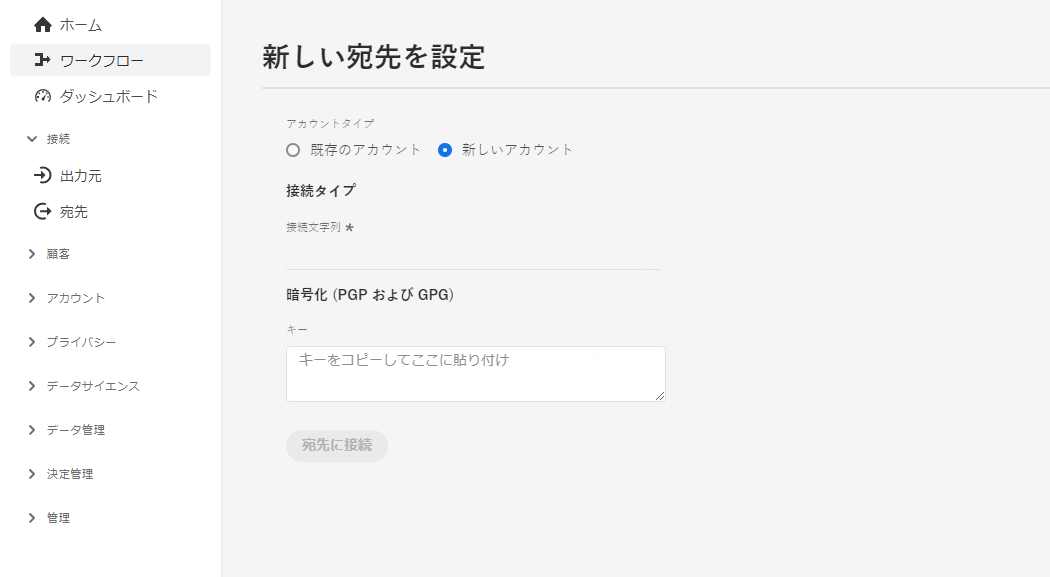 ホーム
ワークフロー
ダッシュボード
接続
出力元
宛先
顧客
アカウント
プライバシー
データサイエンス
データ管理
決定管理
管理
新しい宛先を設定
アカウントタイプ
既存のアカウント 新しいアカウント
接続タイプ
接続文字列 *
暗号化 (PGP および GPG)
キー
キーをコピーしてここに貼り付け
宛先に接続